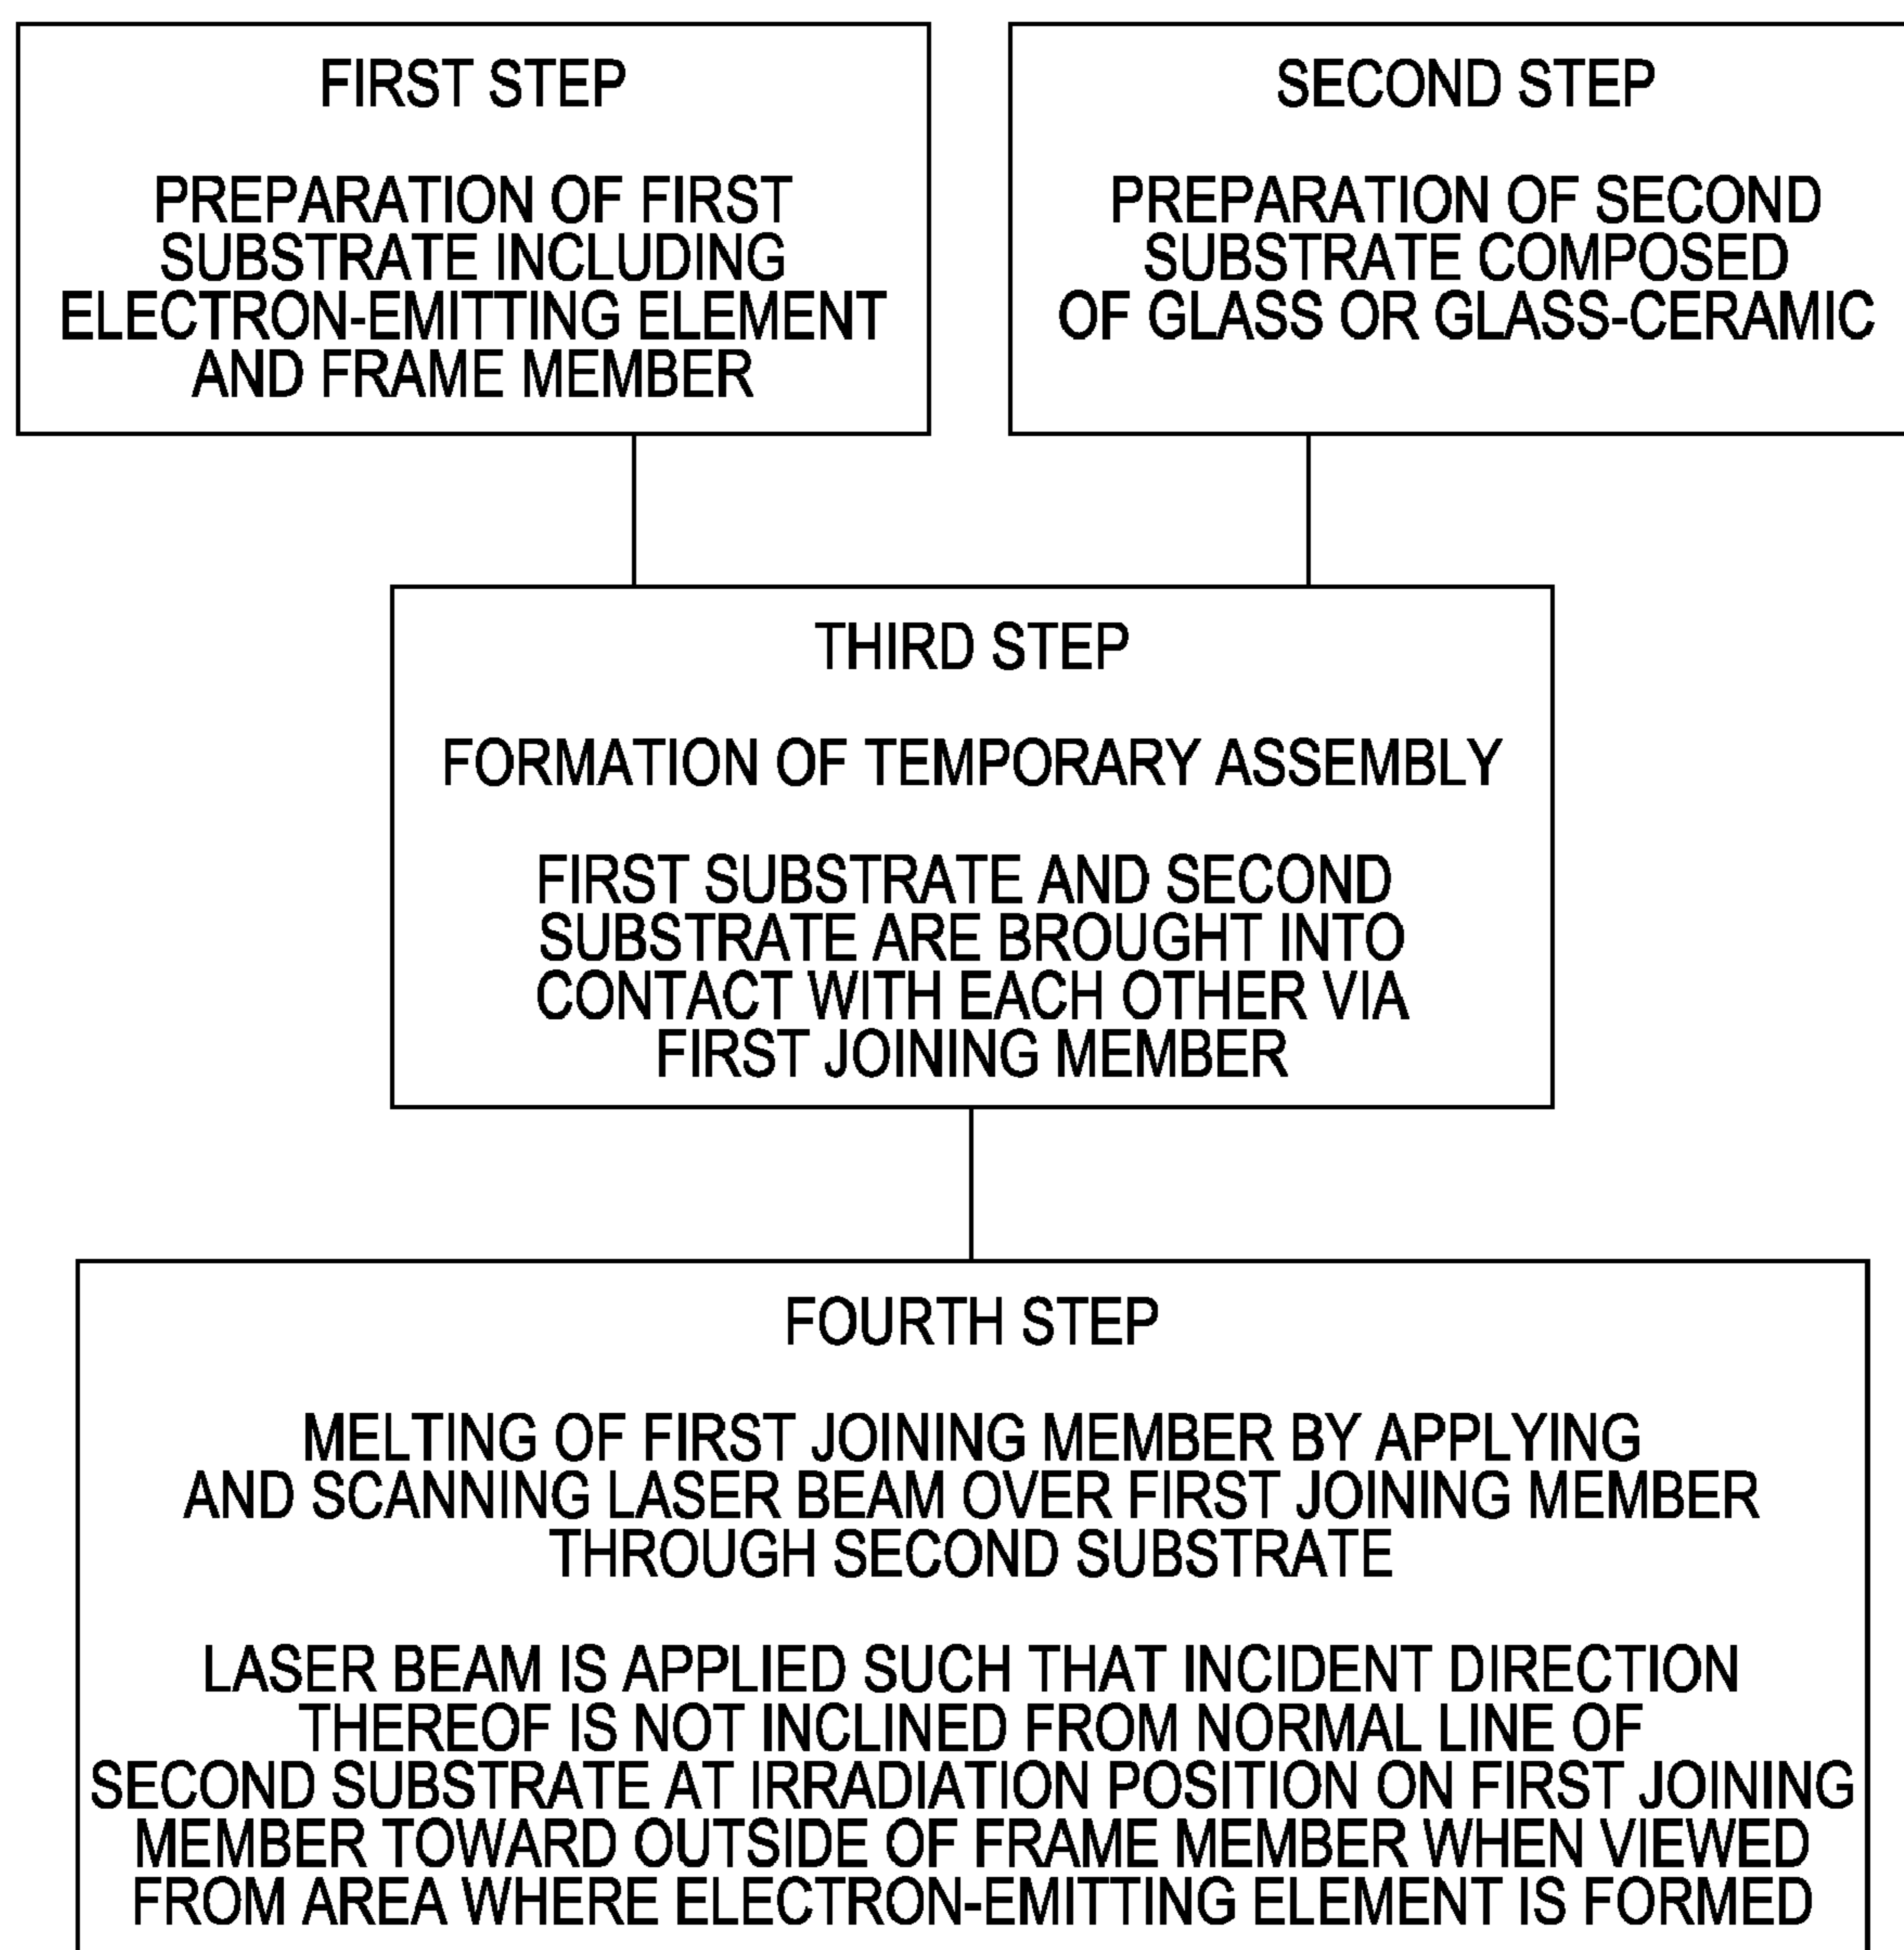 FIRST STEP
PREPARATION OF FIRST
SUBSTRATE INCLUDING
ELECTRON-EMITTING ELEMENT
AND FRAME MEMBER
SECOND STEP
PREPARATION OF SECOND
SUBSTRATE COMPOSED
OF GLASS OR GLASS-CERAMIC
THIRD STEP
FORMATION OF TEMPORARY ASSEMBLY
FIRST SUBSTRATE AND SECOND
SUBSTRATE ARE BROUGHT INTO
CONTACT WITH EACH OTHER VIA
FIRST JOINING MEMBER
FOURTH STEP
MELTING OF FIRST JOINING MEMBER BY APPLYING
AND SCANNING LASER BEAM OVER FIRST JOINING MEMBER
THROUGH SECOND SUBSTRATE
LASER BEAM IS APPLIED SUCH THAT INCIDENT DIRECTION
THEREOF IS NOT INCLINED FROM NORMAL LINE OF
SECOND SUBSTRATE AT IRRADIATION POSITION ON FIRST JOINING
MEMBER TOWARD OUTSIDE OF FRAME MEMBER WHEN VIEWED
FROM AREA WHERE ELECTRON-EMITTING ELEMENT IS FORMED